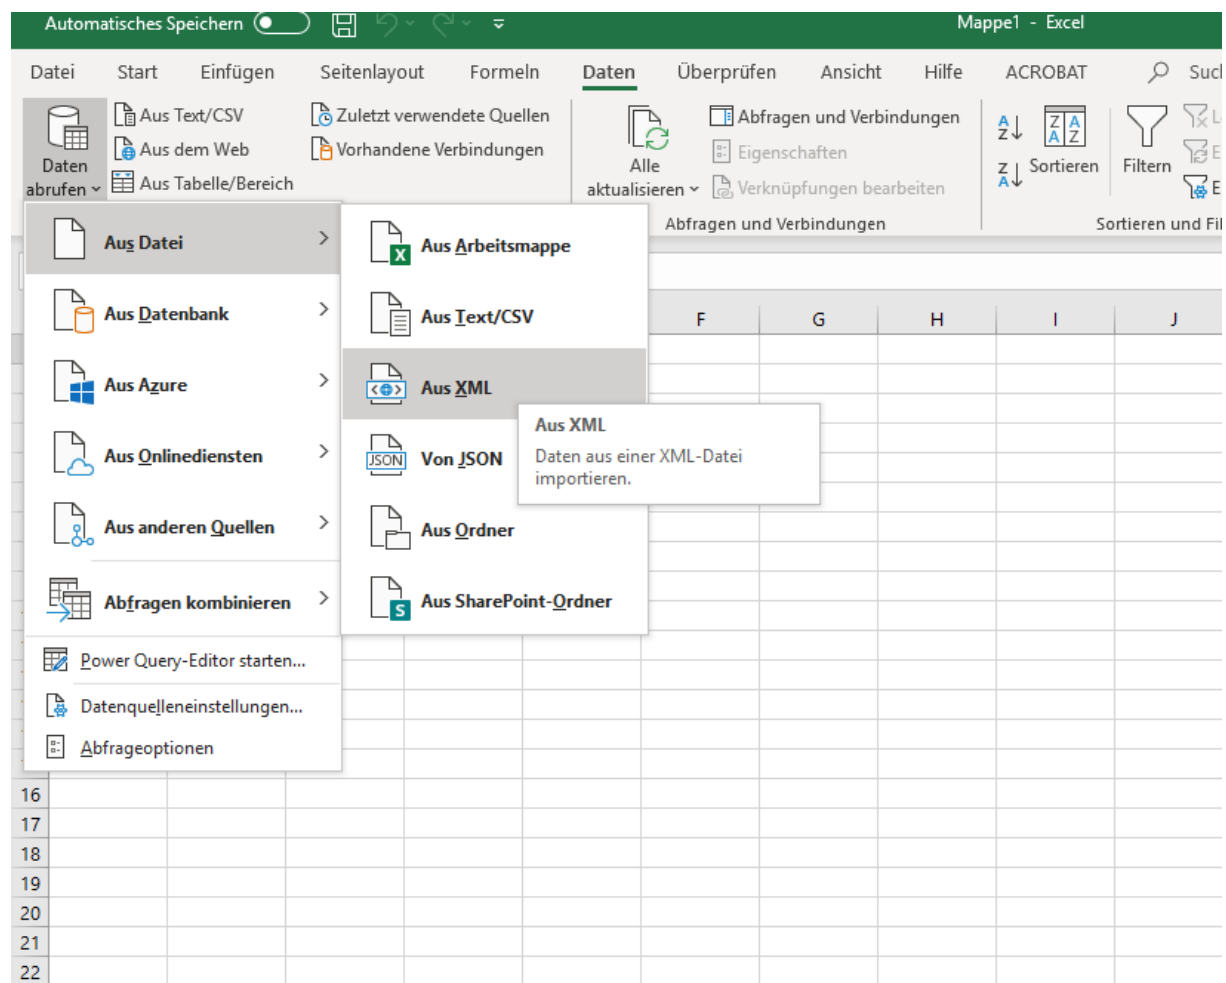 Automatisches Speichern
Mappe1 - Excel
Datei Start Einfügen Seitenlayout Formeln Daten Überprüfen Ansicht Hilfe ACROBAT
Daten abrufen
Aus Text/CSV
Aus dem Web
Aus Tabelle/Bereich
Zuletzt verwendete Quellen
Vorhandene Verbindungen
Alle
aktualisieren
Abfragen und Verbindungen
Eigenschaften
Verknüpfungen bearbeiten
Abfragen und Verbindungen
Sortieren
Filtern
Aus Datei
Aus Datenbank
Aus Azure
Aus Onlinediensten
Aus anderen Quellen
Abfragen kombinieren
Power Query-Editor starten...
Datenquelleneinstellungen...
Abfrageoptionen
Aus Arbeitsmappe
Aus Text/CSV
Aus XML
Von JSON
Aus Ordner
Aus SharePoint-Ordner
Aus XML
Daten aus einer XML-Datei
importieren.
Sortieren und
F G H I J
16
17
18
19
20
21
22